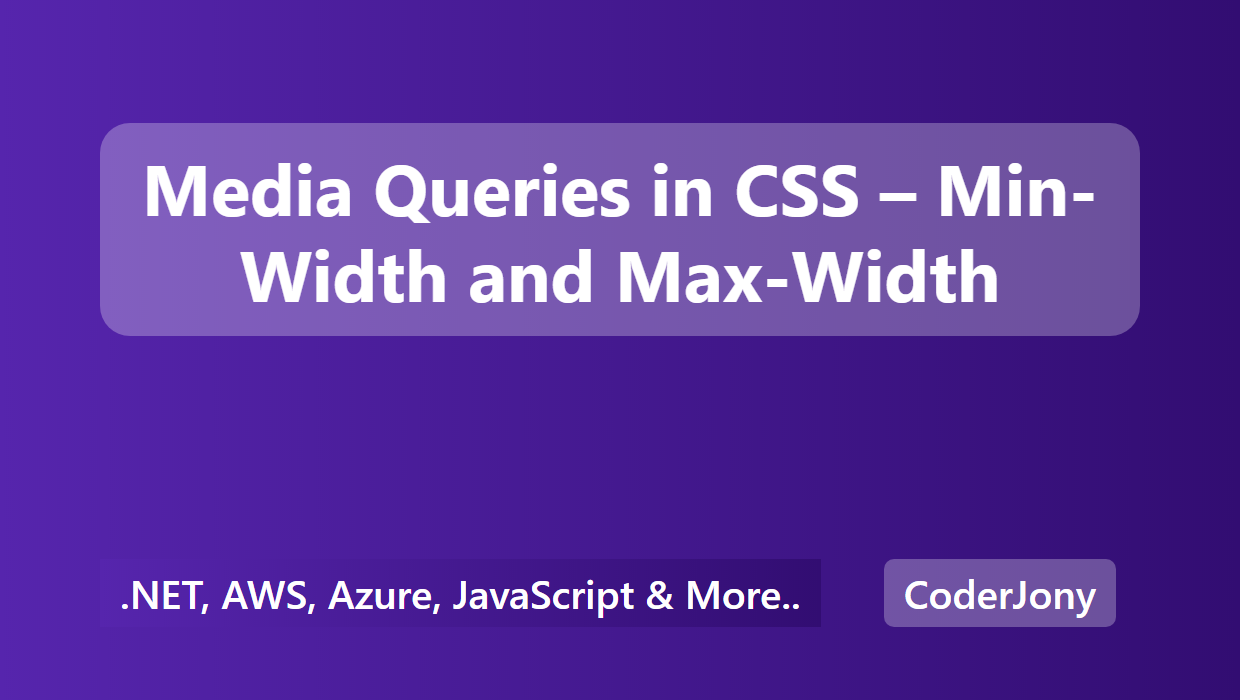 Media Queries in CSS – Min-
Width and Max-Width
.NET, AWS, Azure, JavaScript & More..
CoderJony